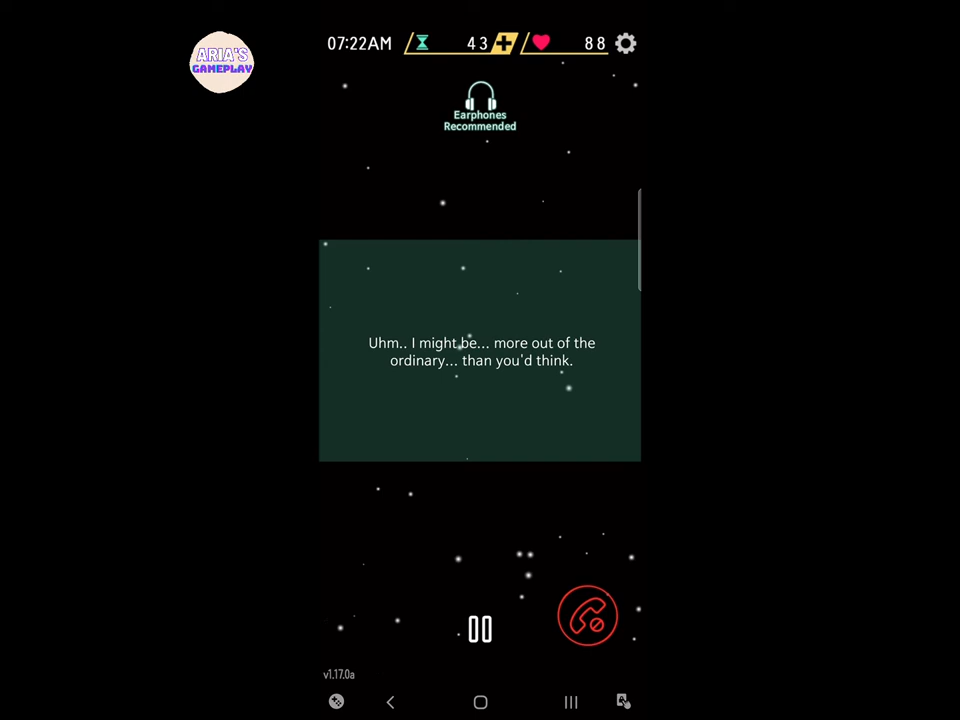 ARIA'S
GAMEPLAY
07:22AM 43 88
Earphones
Recommended
Uhm.. I might be... more out of the
ordinary... than you'd think.
v1.17.0a